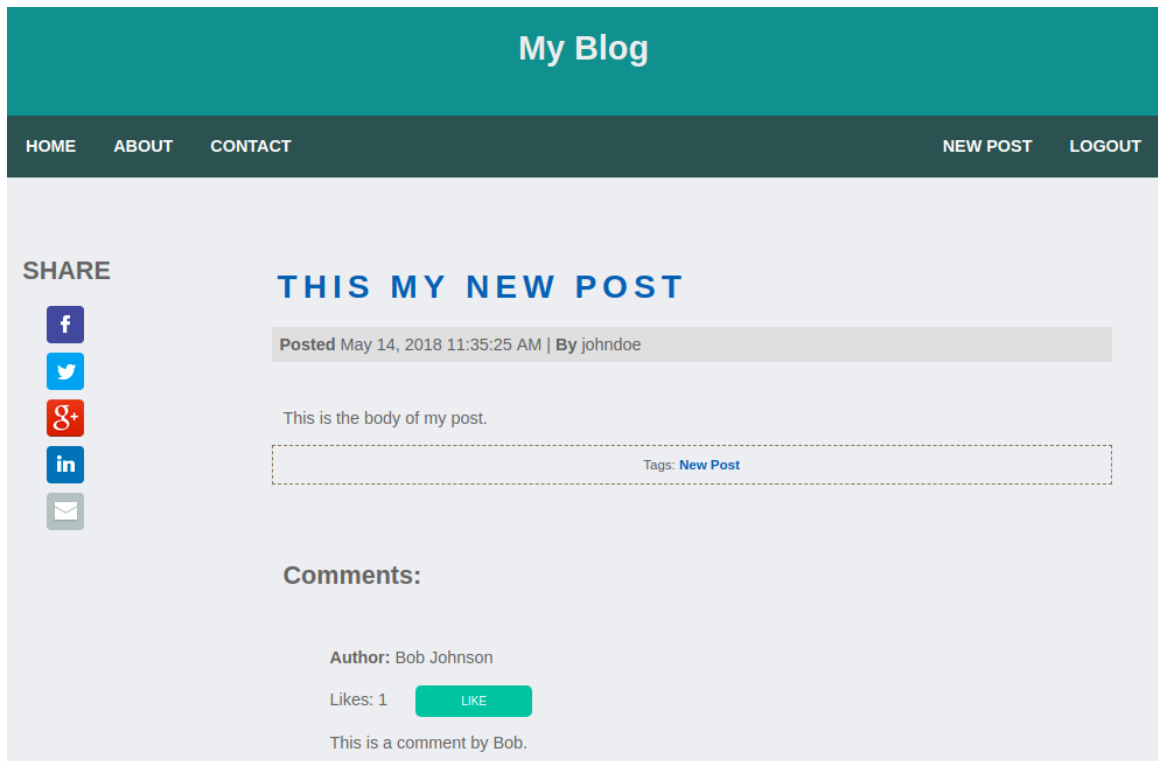 My Blog
HOME ABOUT CONTACT NEW POST LOGOUT
SHARE
f
g+
in
THIS MY NEW POST
Posted May 14, 2018 11:35:25 AM | By johndoe
This is the body of my post.
Tags: New Post
Comments:
Author: Bob Johnson
Likes: 1 LIKE
This is a comment by Bob.